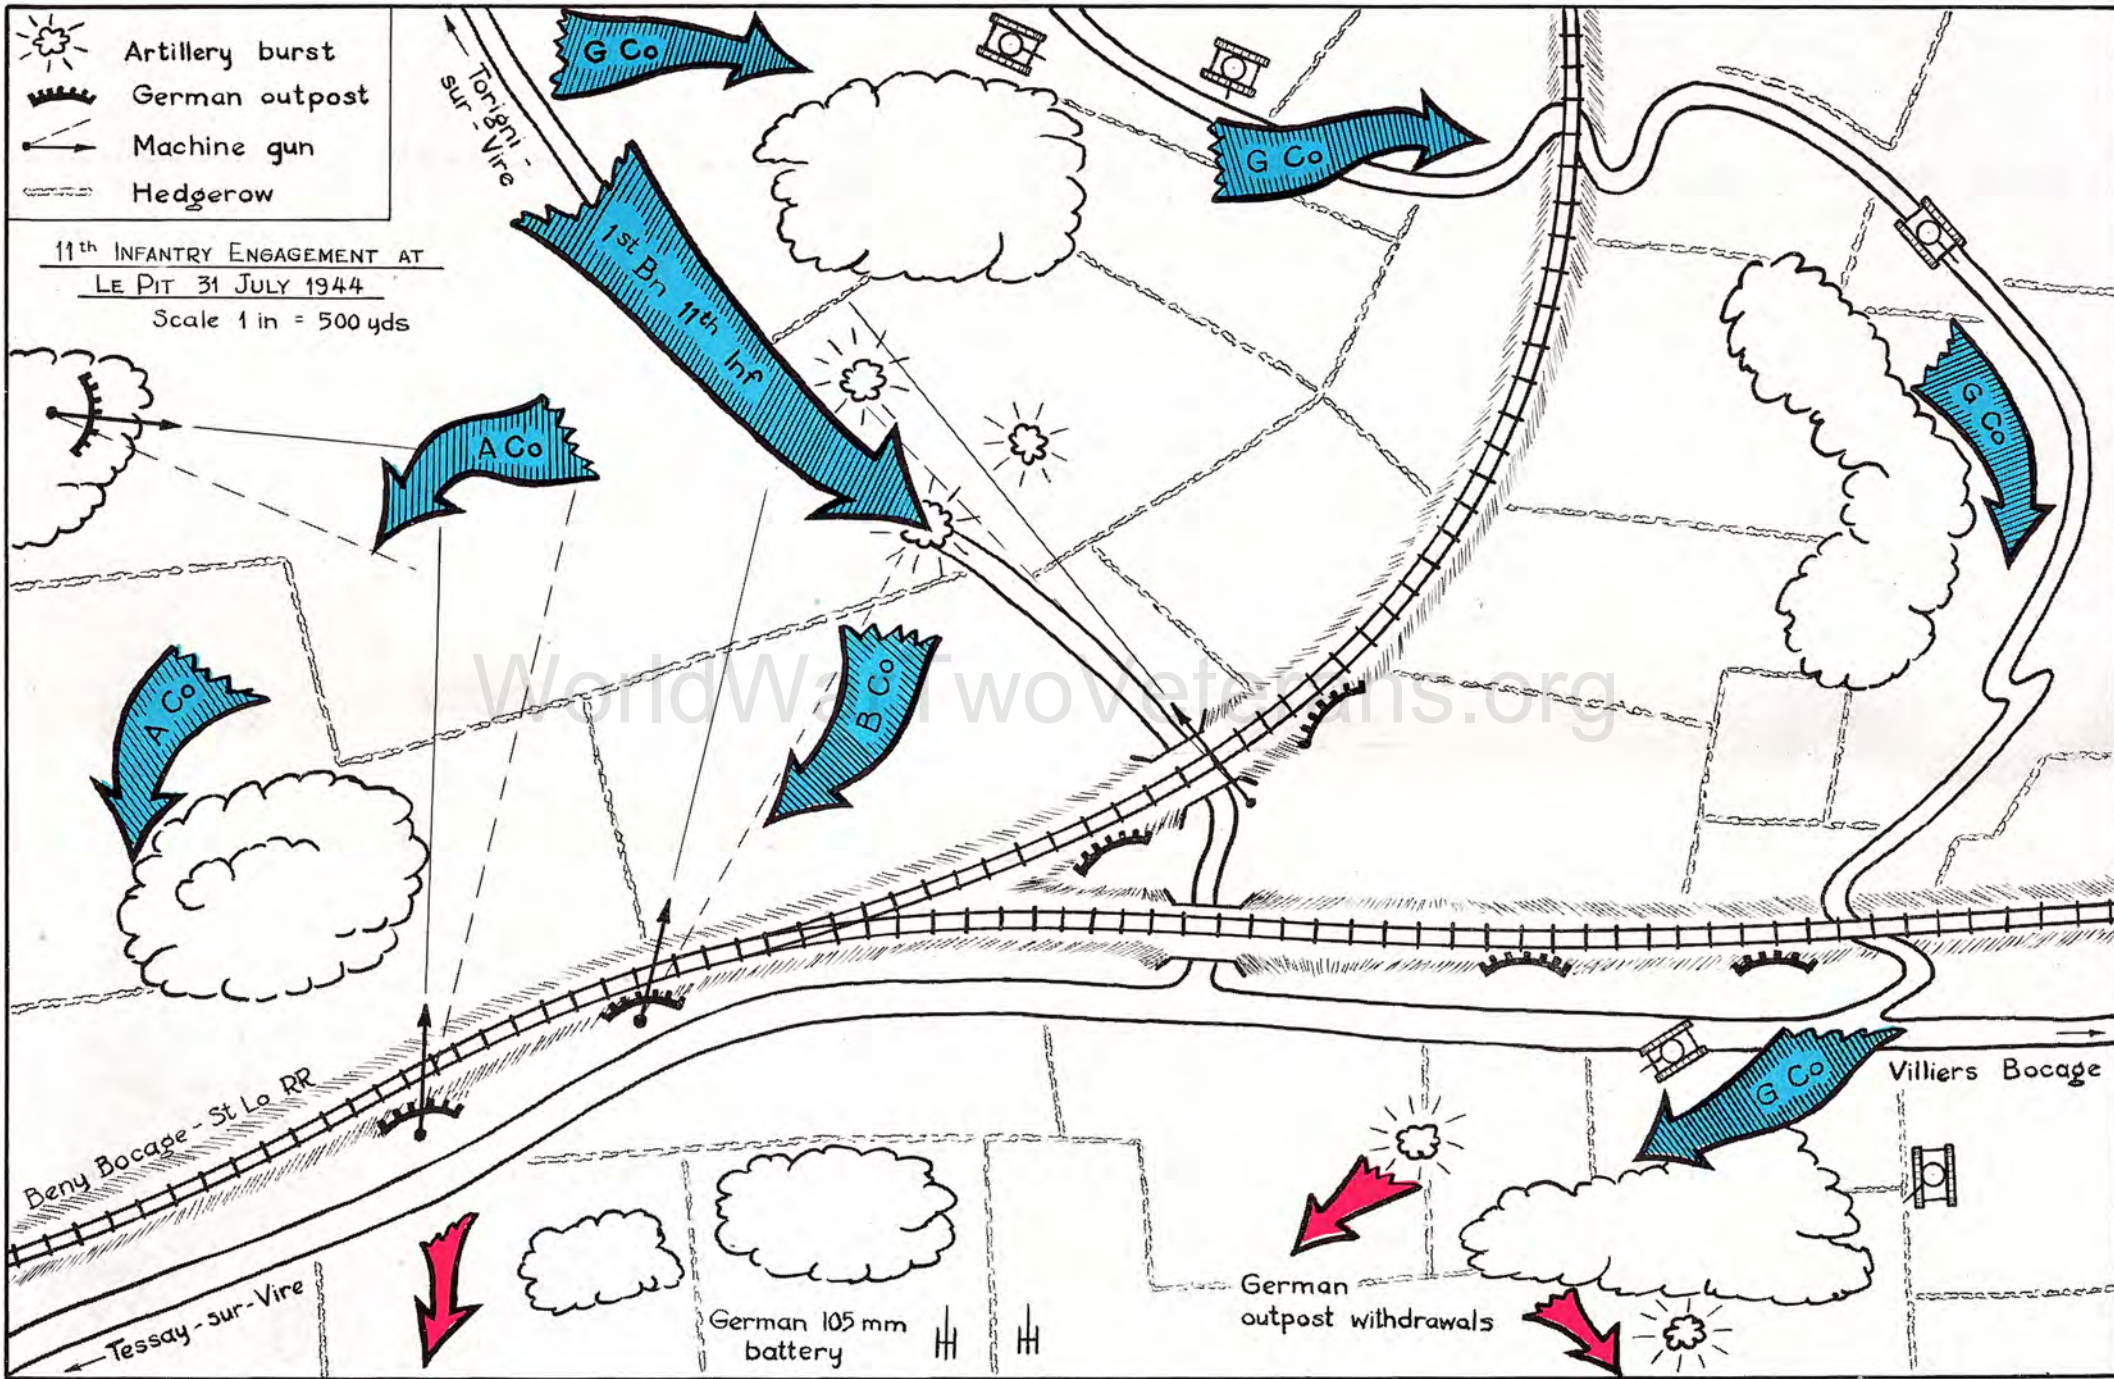 Artillery burst
German outpost
Machine gun
Hedgerow
11th INFANTRY ENGAGEMENT AT
LE PIT 31 JULY 1944
Scale 1 in = 500 yds
Torigni -
sur - Vire
G Co
G Co
1st Bn 11th Inf
G Co
A Co
A Co
B Co
WorldWarTwoVeterans.org
Beny Bocage - St Lo RR
G Co
Villiers Bocage
Tessay - sur - Vire
German 105 mm
battery
German
outpost withdrawals